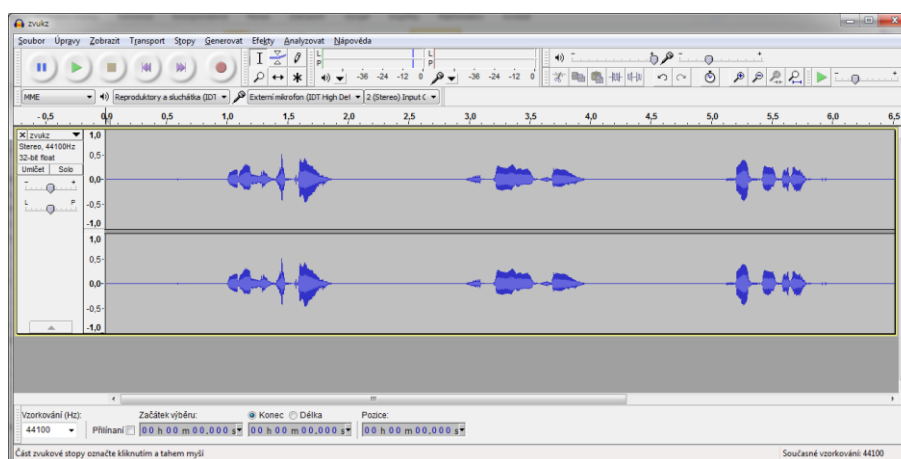 zvukz
Soubor Úpravy Zobrazit Transport Stopy Generovat Efekty Analyzovat Nápověda
L
P
-36 -24 -12 0
L
P
-36 -24 -12 0
MME Reproduktory a sluchátka (IDT Externí mikrofon (IDT High Def 2 (Stereo) Input C
-0,5 0,0 0,5 1,0 1,5 2,0 2,5 3,0 3,5 4,0 4,5 5,0 5,5 6,0 6,5
zvukz
Stereo, 44100Hz
32-bit float
Umlčet Solo
- +
L P
1,0
0,5-
0,0-
-0,5-
-1,0
1,0
0,5-
0,0-
-0,5-
-1,0
Vzorkování (Hz): Začátek výběru: Konec Délka Pozice:
44100 Přilínaní 00 h 00 m 00.000 s 00 h 00 m 00.000 s 00 h 00 m 00.000 s
Část zvukové stopy označte kliknutím a tahem myší Současné vzorkování: 44100